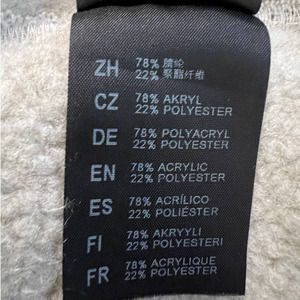 ZH 78% 腈纶
22% 聚酯纤维
CZ 78% AKRYL
22% POLYESTER
DE 78% POLYACRYL
22% POLYESTER
EN 78% ACRYLIC
22% POLYESTER
ES 78% ACRÍLICO
22% POLIÉSTER
FI 78% AKRYYLI
22% POLYESTERI
FR 78% ACRYLIQUE
22% POLYESTER